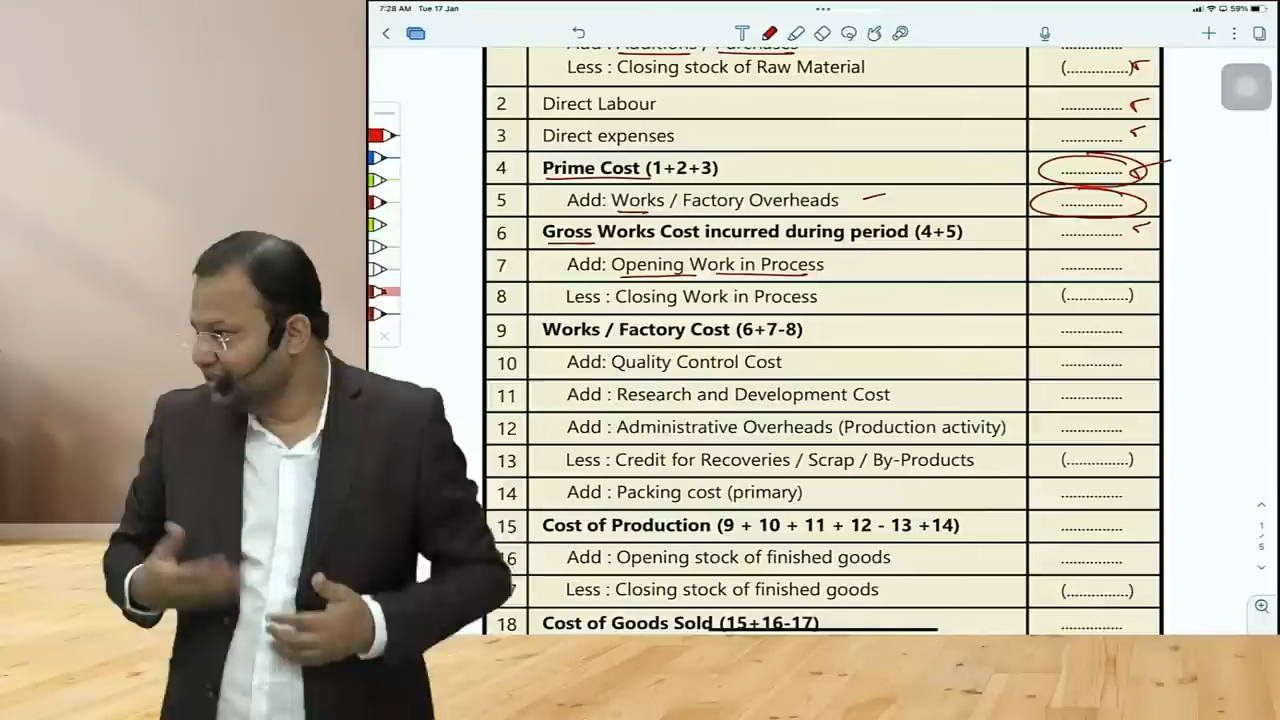 7:28 AM Tue 17 Jan
59%
T
Add : Additions / Purchases ..............
Less : Closing stock of Raw Material (..............)
2 Direct Labour ..............
3 Direct expenses ..............
4 Prime Cost (1+2+3) ..............
5 Add: Works / Factory Overheads ..............
6 Gross Works Cost incurred during period (4+5) ..............
7 Add: Opening Work in Process ..............
8 Less : Closing Work in Process (..............)
9 Works / Factory Cost (6+7-8) ..............
10 Add: Quality Control Cost ..............
11 Add : Research and Development Cost ..............
12 Add : Administrative Overheads (Production activity) ..............
13 Less : Credit for Recoveries / Scrap / By-Products (..............)
14 Add : Packing cost (primary) ..............
15 Cost of Production (9 + 10 + 11 + 12 - 13 +14) ..............
16 Add : Opening stock of finished goods ..............
7 Less : Closing stock of finished goods (..............)
18 Cost of Goods Sold (15+16-17) ..............
1
/
5